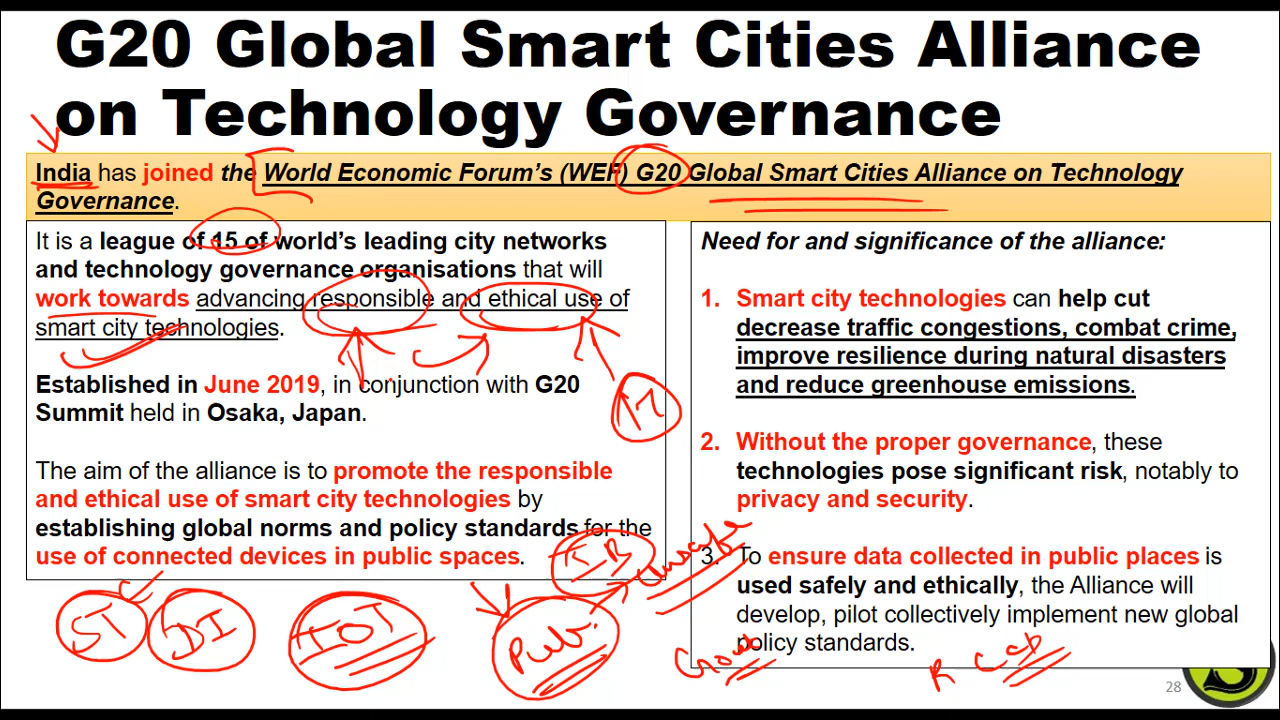 G20 Global Smart Cities Alliance
on Technology Governance
India has joined the World Economic Forum's (WEF) G20 Global Smart Cities Alliance on Technology
Governance.
It is a league of 15 of world's leading city networks
and technology governance organisations that will
work towards advancing responsible and ethical use of
smart city technologies.
Established in June 2019, in conjunction with G20
Summit held in Osaka, Japan.
The aim of the alliance is to promote the responsible
and ethical use of smart city technologies by
establishing global norms and policy standards for the
use of connected devices in public spaces.
Need for and significance of the alliance:
1. Smart city technologies can help cut
decrease traffic congestions, combat crime,
improve resilience during natural disasters
and reduce greenhouse emissions.
2. Without the proper governance, these
technologies pose significant risk, notably to
privacy and security.
3. To ensure data collected in public places is
used safely and ethically, the Alliance will
develop, pilot collectively implement new global
policy standards.
ST
DI
IOT
Pub.
unsafe
28